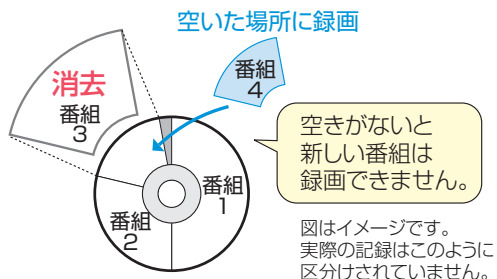 空いた場所に録画
消去
番組
3
番組
4
番組
1
番組
2
空きがないと
新しい番組は
録画できません。
図はイメージです。
実際の記録はこのように
区分けされていません。